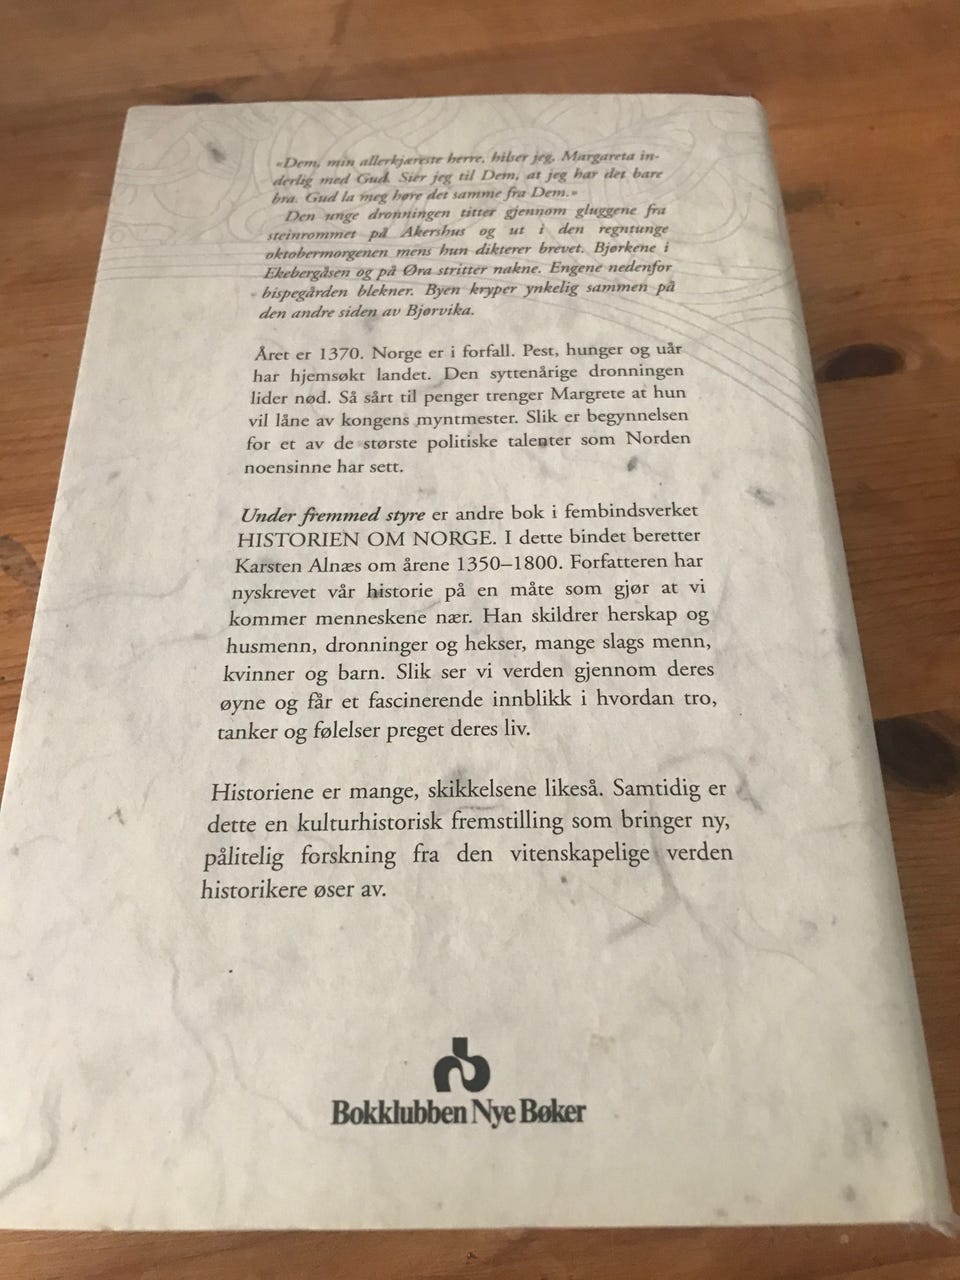 «Dem, min allerkjæreste herre, hilser jeg, Margareta in-
derlig med Gud. Sier jeg til Dem, at jeg har det bare
bra. Gud la meg høre det samme fra Dem.»
Den unge dronningen titter gjennom gluggene fra
steinrommet på Akershus og ut i den regntunge
oktobermorgenen mens hun dikterer brevet. Bjørkene i
Ekebergåsen og på Øra stritter nakne. Engene nedenfor
bispegården blekner. Byen kryper ynkelig sammen på
den andre siden av Bjørvika.
Året er 1370. Norge er i forfall. Pest, hunger og uår
har hjemsøkt landet. Den syttenårige dronningen
lider nød. Så sårt til penger trenger Margrete at hun
vil låne av kongens myntmester. Slik er begynnelsen
for et av de største politiske talenter som Norden
noensinne har sett.
Under fremmed styre er andre bok i fembindsverket
HISTORIEN OM NORGE. I dette bindet beretter
Karsten Alnæs om årene 1350–1800. Forfatteren har
nyskrevet vår historie på en måte som gjør at vi
kommer menneskene nær. Han skildrer herskap og
husmenn, dronninger og hekser, mange slags menn,
kvinner og barn. Slik ser vi verden gjennom deres
øyne og får et fascinerende innblikk i hvordan tro,
tanker og følelser preget deres liv.
Historiene er mange, skikkelsene likeså. Samtidig er
dette en kulturhistorisk fremstilling som bringer ny,
pålitelig forskning fra den vitenskapelige verden
historikere øser av.
Bokklubben Nye Bøker